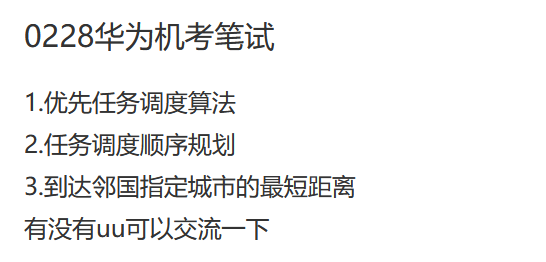 0228华为机考笔试
1.优先任务调度算法
2.任务调度顺序规划
3.到达邻国指定城市的最短距离
有没有uu可以交流一下